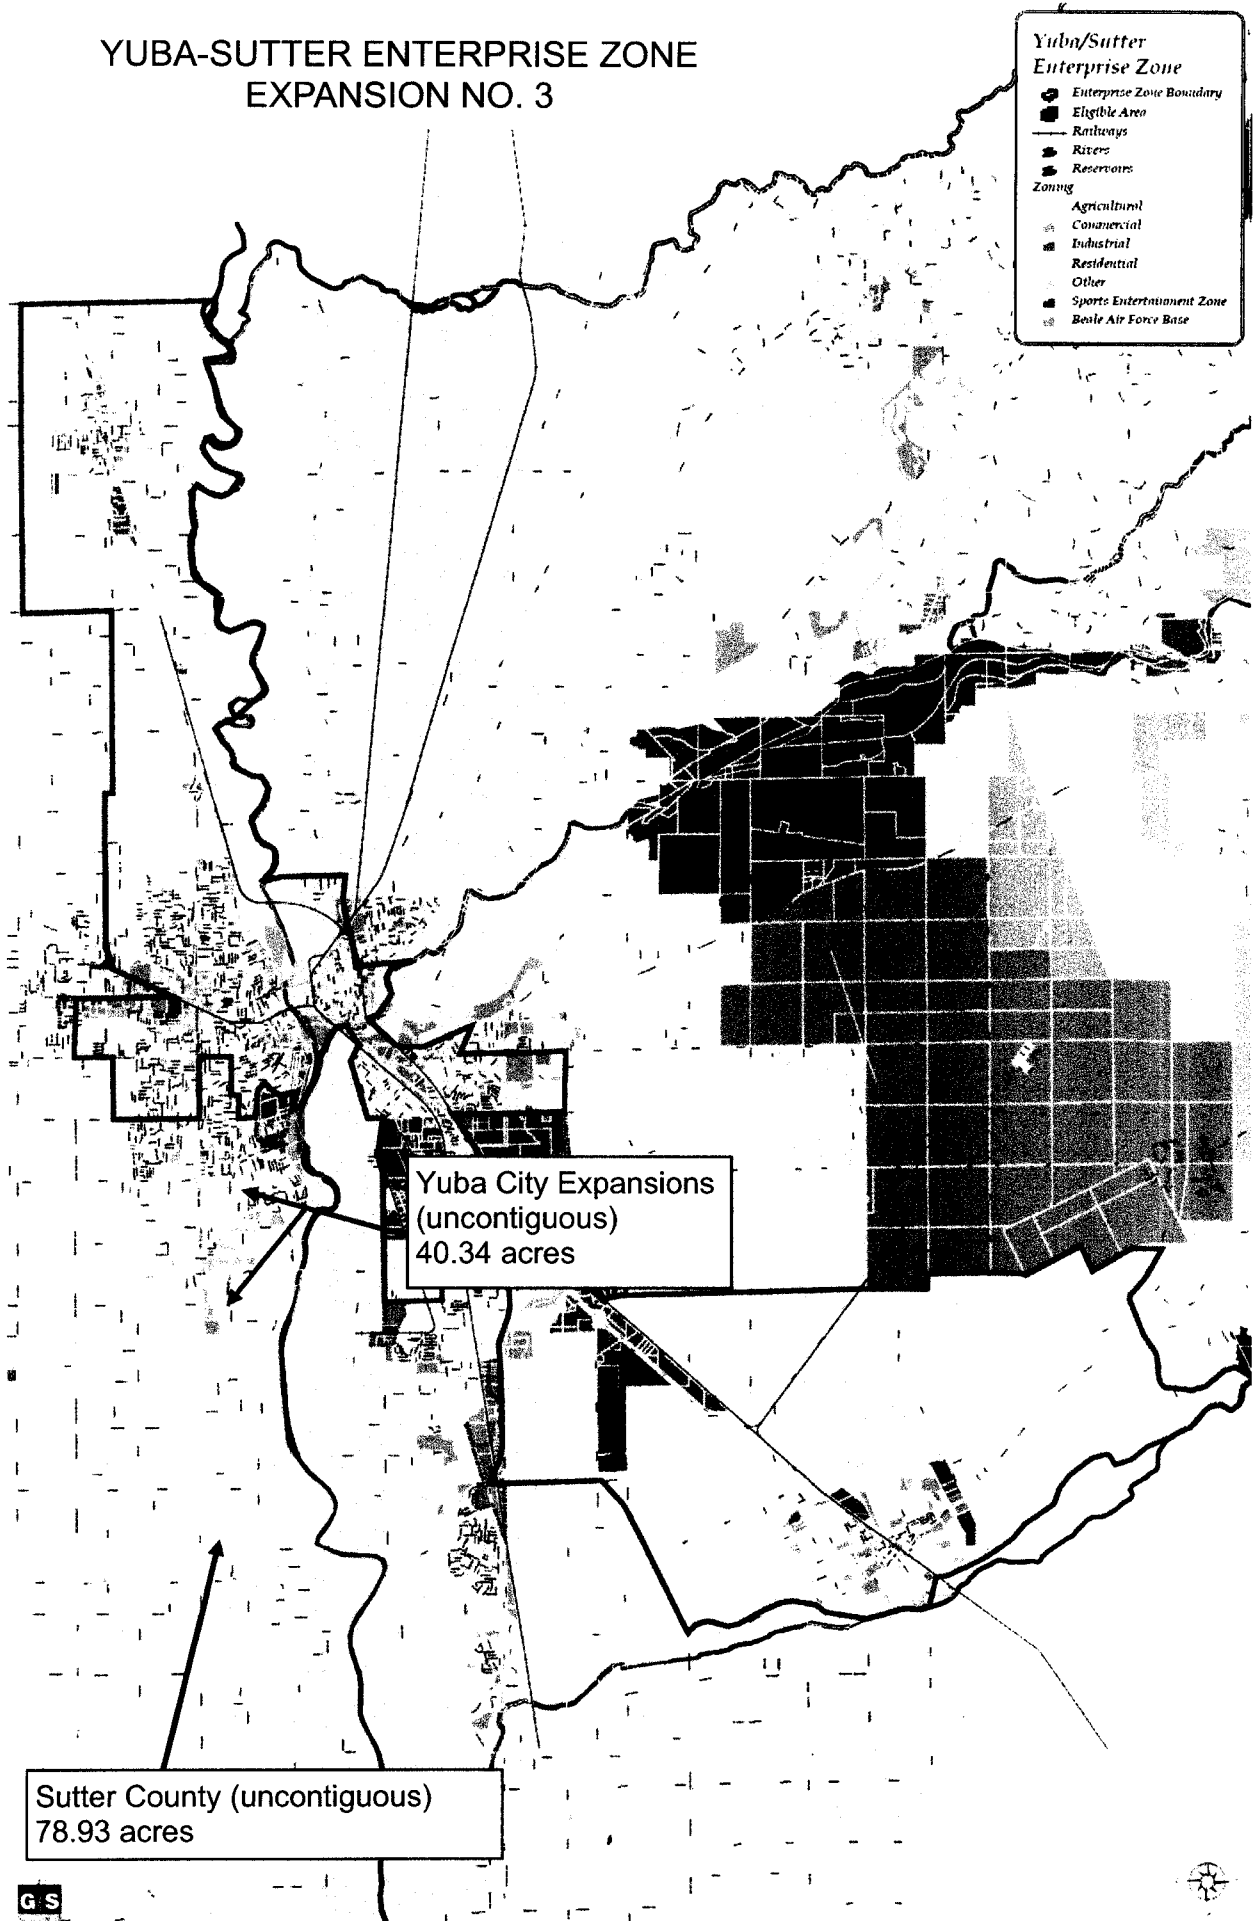 YUBA-SUTTER ENTERPRISE ZONE
EXPANSION NO. 3
Yuba/Sutter
Enterprise Zone
Enterprise Zone Boundary
Eligible Area
Railways
Rivers
Reservoirs
Zoning
Agricultural
Commercial
Industrial
Residential
Other
Sports Entertainment Zone
Beale Air Force Base
Yuba City Expansions
(uncontiguous)
40.34 acres
Sutter County (uncontiguous)
78.93 acres
G S